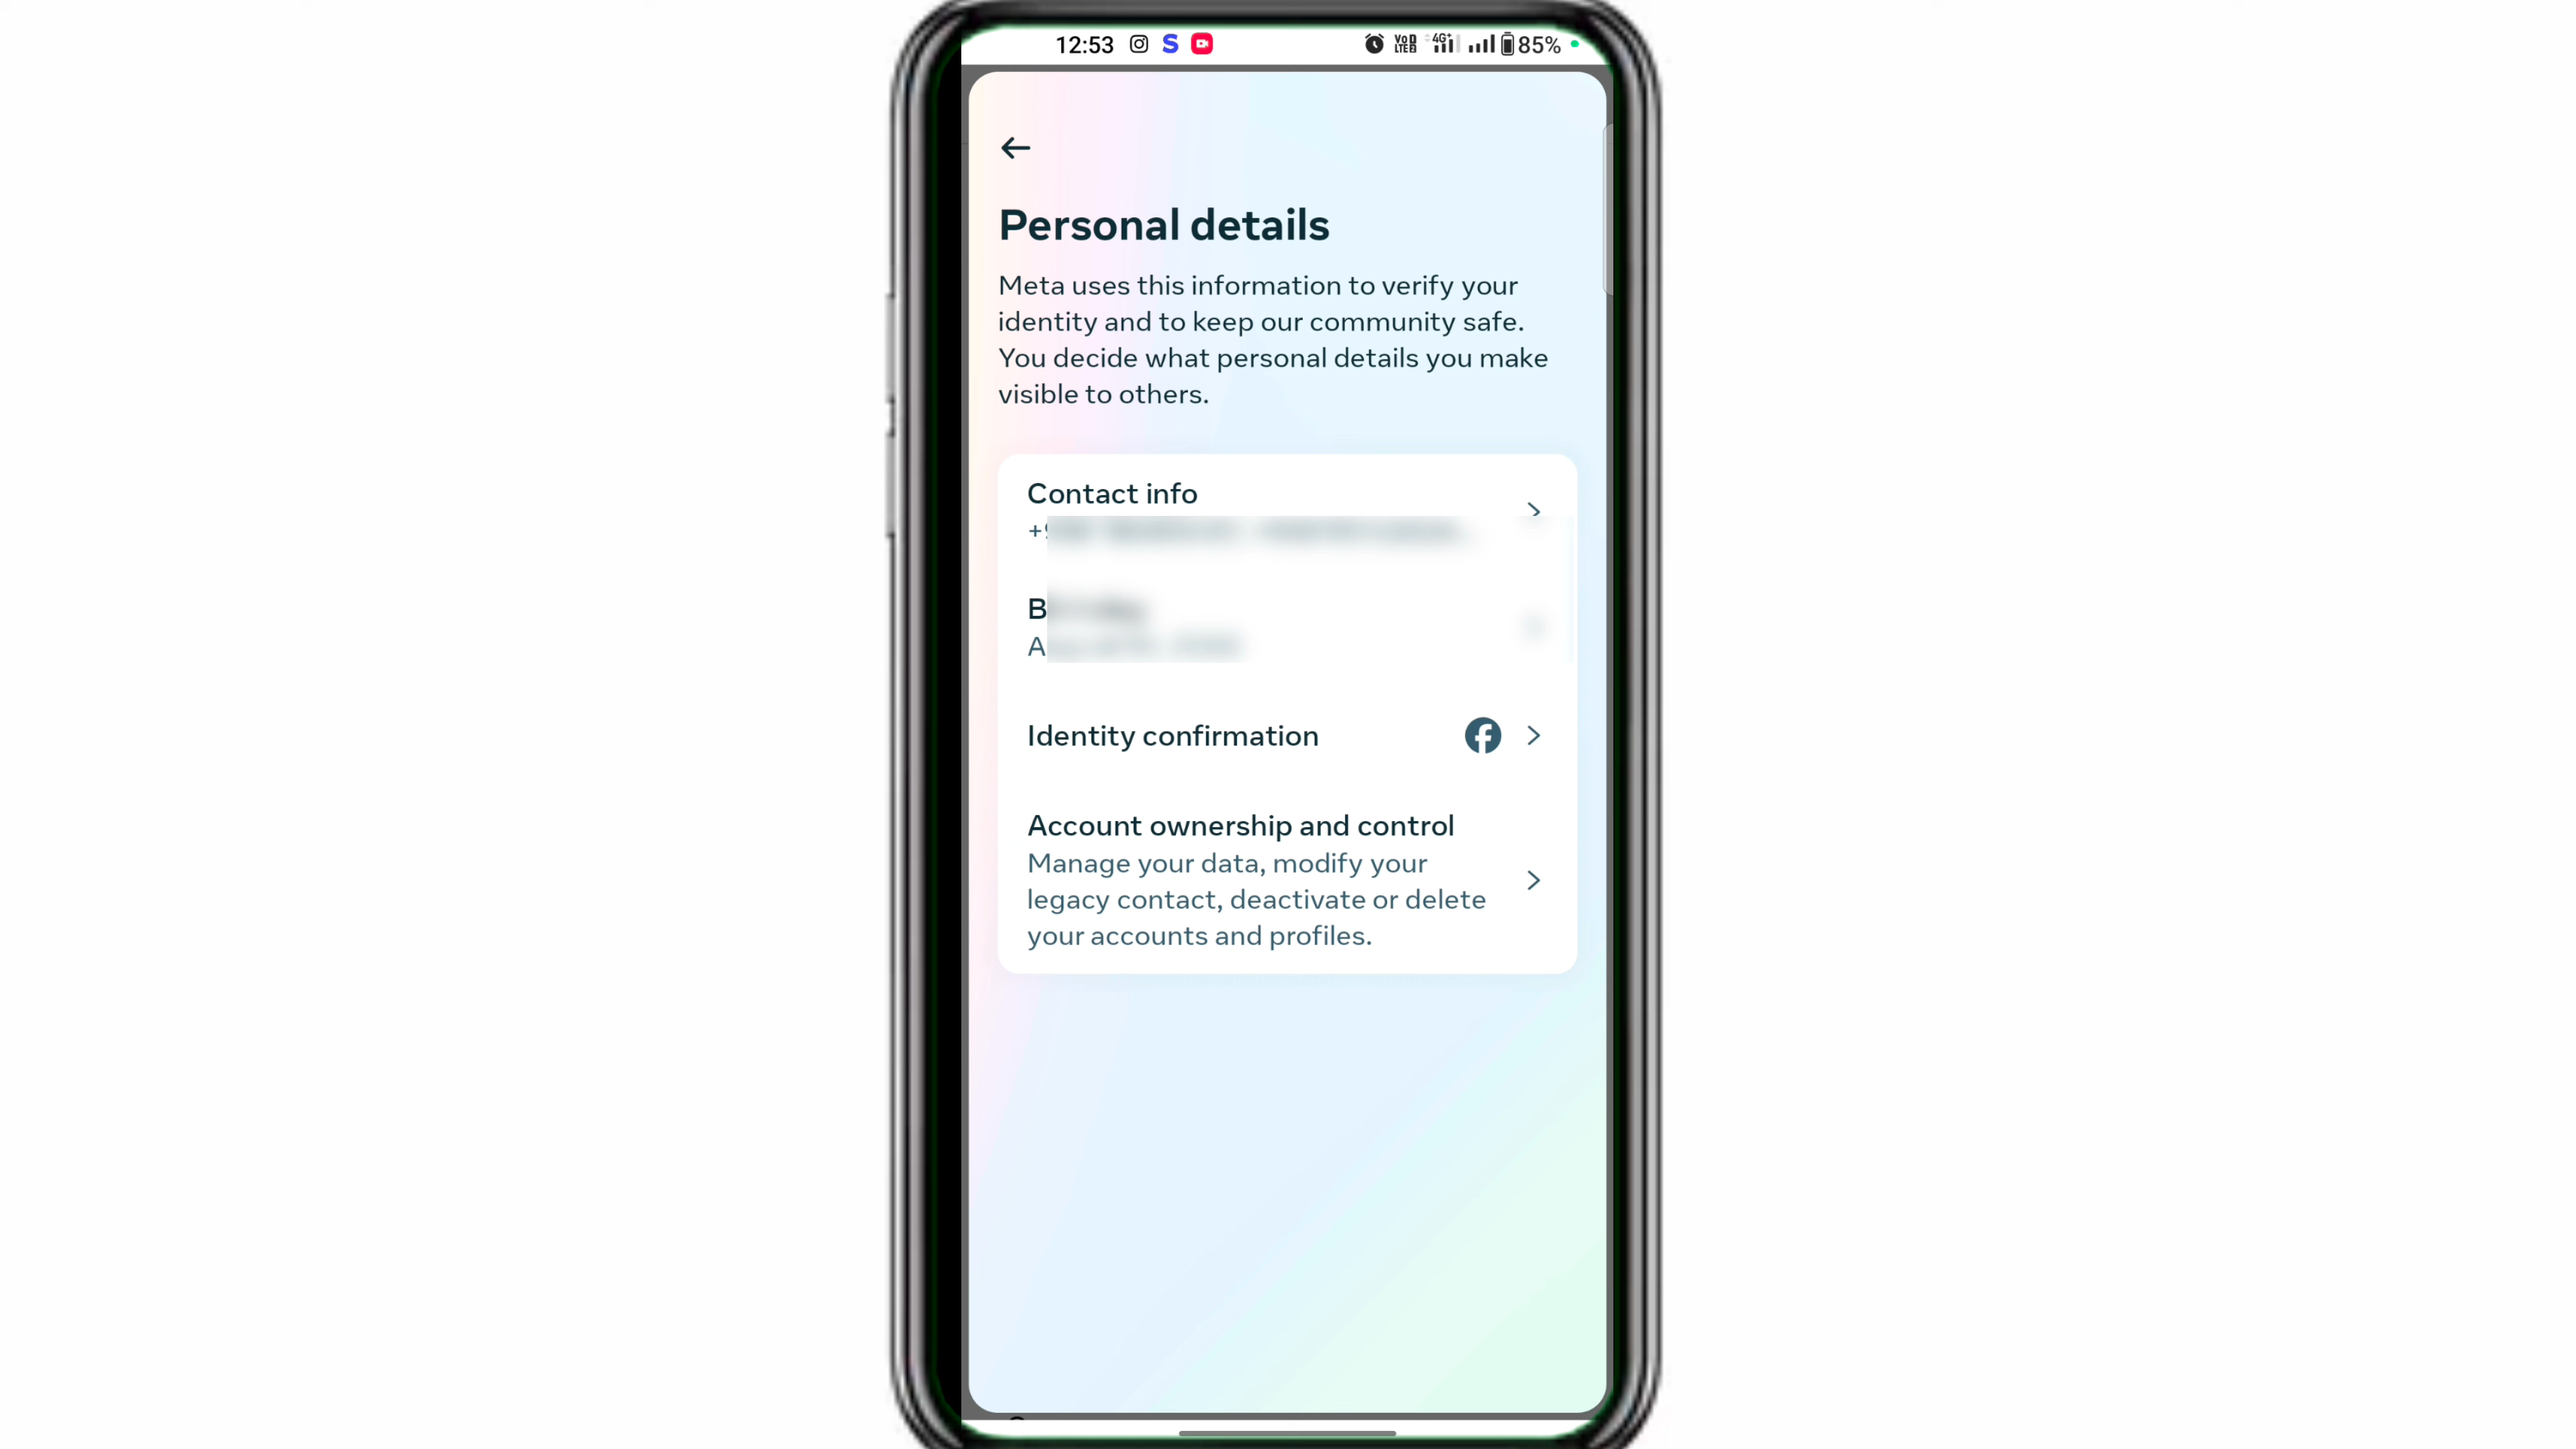 12:53 S 4G+ 85%
Personal details
Meta uses this information to verify your
identity and to keep our community safe.
You decide what personal details you make
visible to others.
Contact info
Identity confirmation
Account ownership and control
Manage your data, modify your
legacy contact, deactivate or delete
your accounts and profiles.